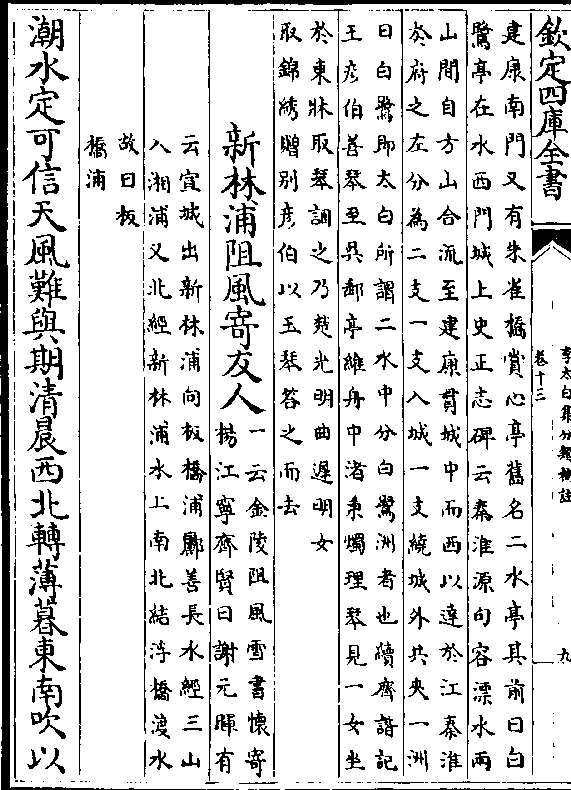 欽定四庫全書
李太白集分類補註
卷十三
九
建康南門又有朱雀橋賞心亭舊名二水亭其前曰白
鷺亭在水西門城上史正志碑云秦淮源句容溧水兩
山間自方山合流至建康貫城中而西以達於江秦淮
於府之左分為二支一支入城一支繞城外共夾一洲
曰白鷺即太白所謂二水中分白鷺洲者也續齊諧記
王彦伯善琴至吳郵亭維舟中渚秉燭理琴見一女坐
於東牀取琴調之乃楚光明曲遲明女
取錦綉贈别彦伯以玉琴答之而去
新林浦阻風寄友人
一云金陵阻風雪書懷寄
楊江寧齊賢曰謝元暉有
云宣城出新林浦向板橋浦酈善長水經三山
入湘浦又北經新林浦水上南北結浮橋渡水
故曰板
橋浦
潮水定可信天風難與期清晨西北轉薄暮東南吹以